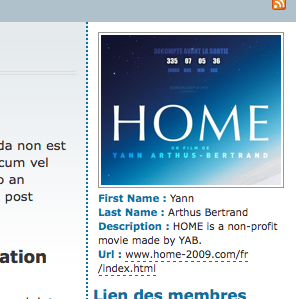 da non est
cum vel
o an
post
ation
RACOMPTE AVANT LA SORTIE
335 07 05 36
HOME
UN FILM DE
YANN ARTHUS-BERTRAND
First Name : Yann
Last Name : Arthus Bertrand
Description : HOME is a non-profit
movie made by YAB.
Url : www.home-2009.com/fr
/index.html
Lien des membres